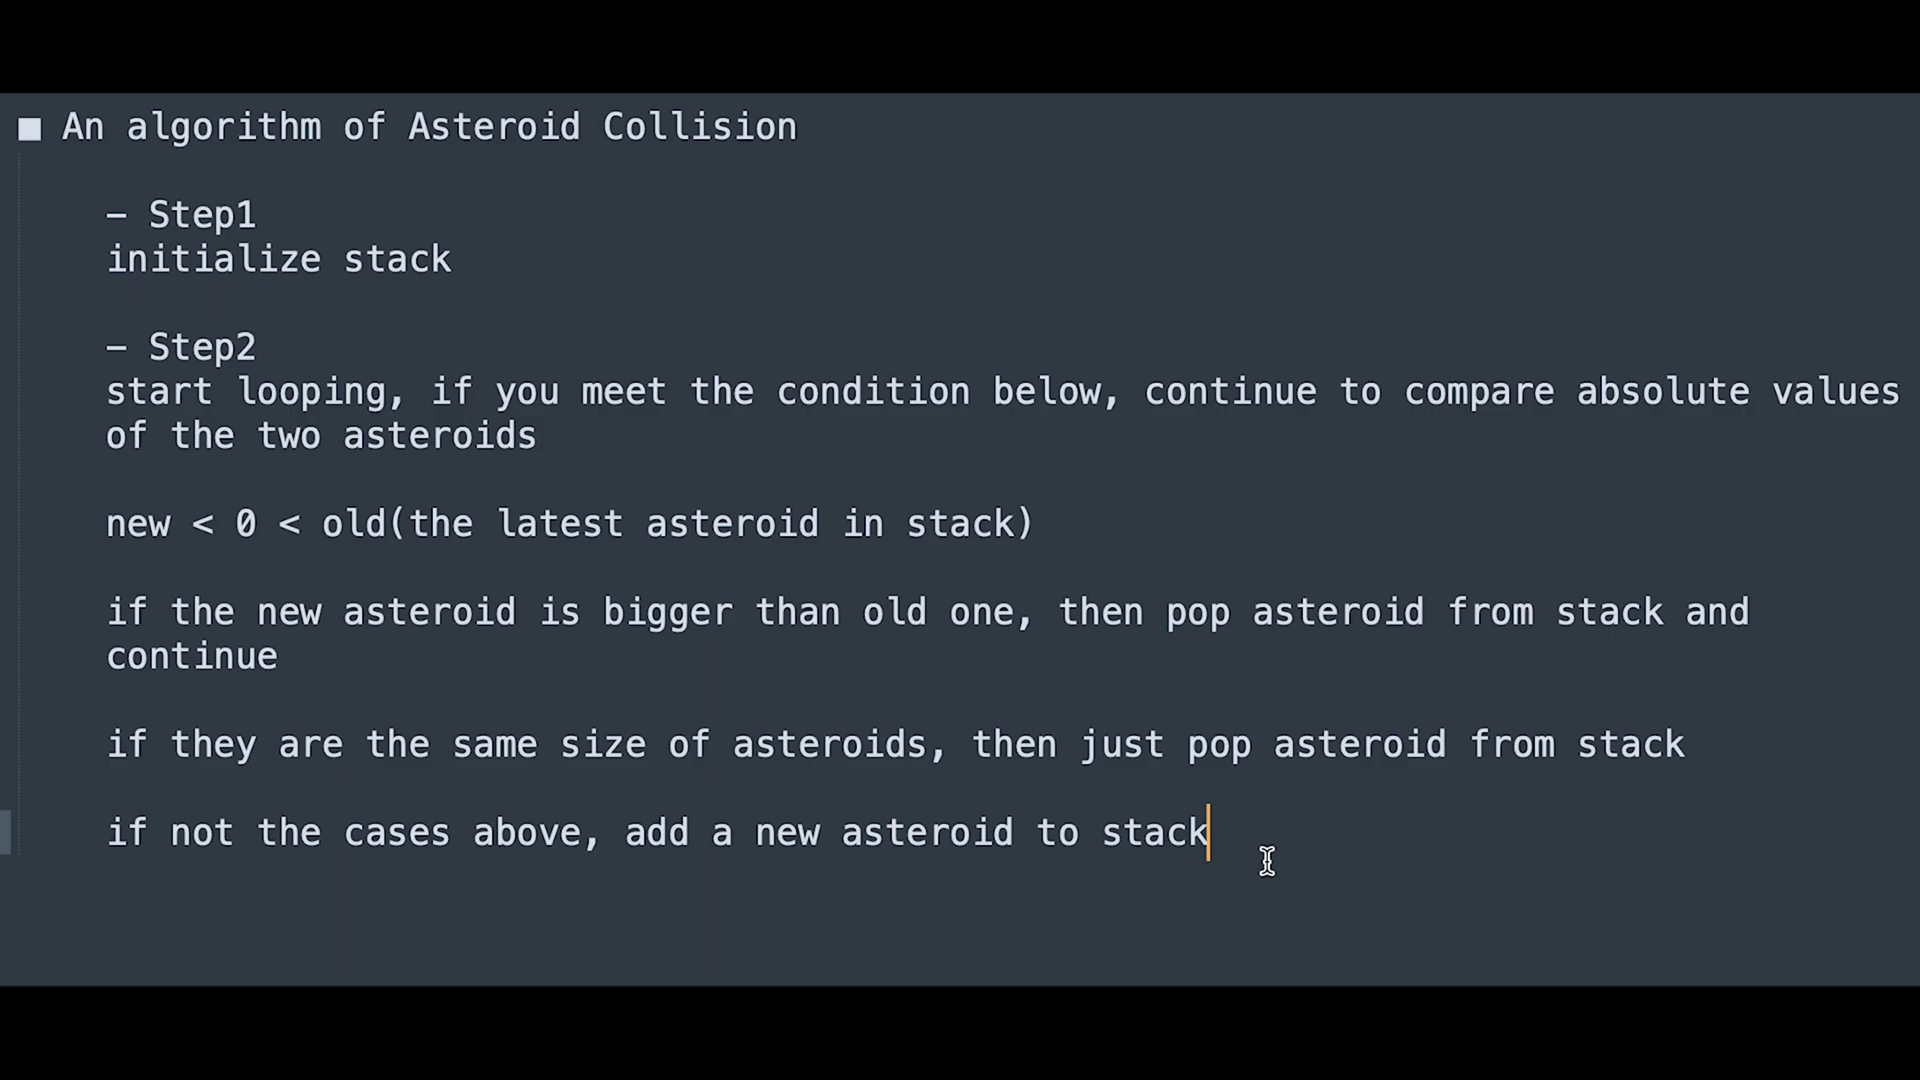 ■ An algorithm of Asteroid Collision
– Step1
initialize stack
– Step2
start looping, if you meet the condition below, continue to compare absolute values
of the two asteroids
new < 0 < old(the latest asteroid in stack)
if the new asteroid is bigger than old one, then pop asteroid from stack and
continue
if they are the same size of asteroids, then just pop asteroid from stack
if not the cases above, add a new asteroid to stack